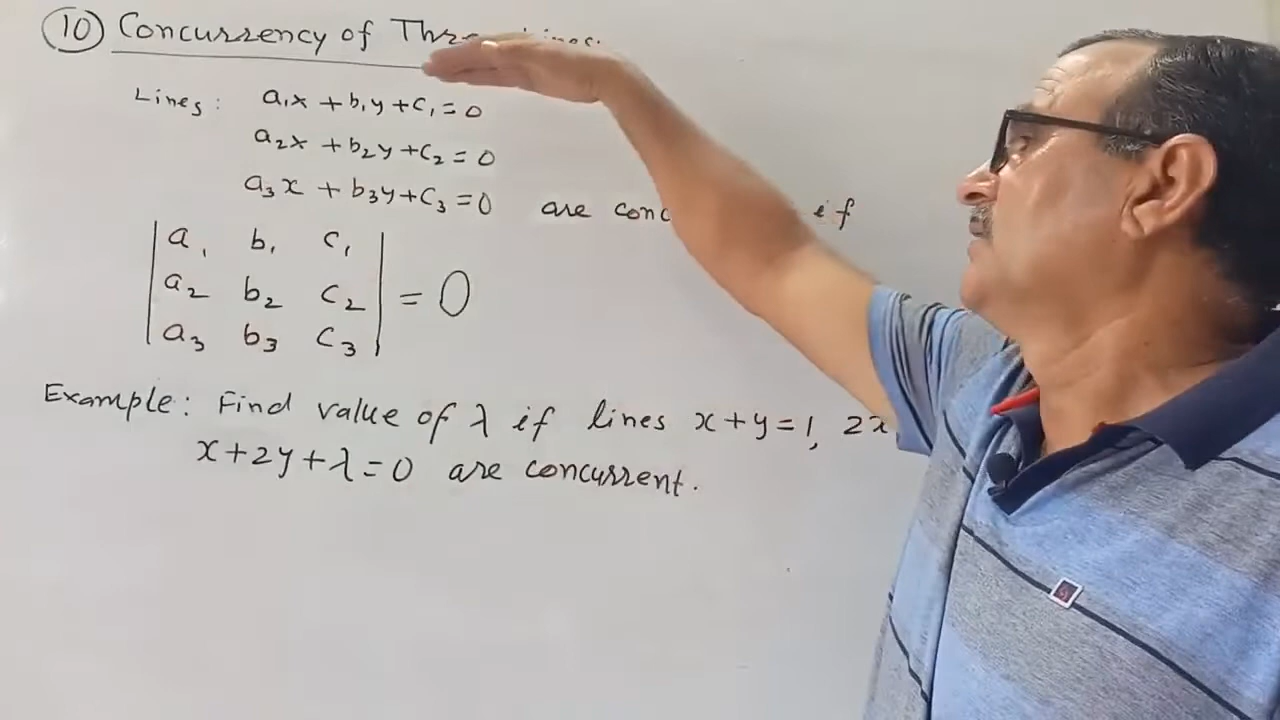 10 Concurrency of
Lines: a₁x + b₁y + c₁ = 0
a₂x + b₂y + c₂ = 0
a₃x + b₃y + c₃ = 0 are if
a₁ b₁ c₁
a₂ b₂ c₂ = 0
a₃ b₃ c₃
Example: Find value of λ if lines x + y = 1, 2x
x + 2y + λ = 0 are concurrent.